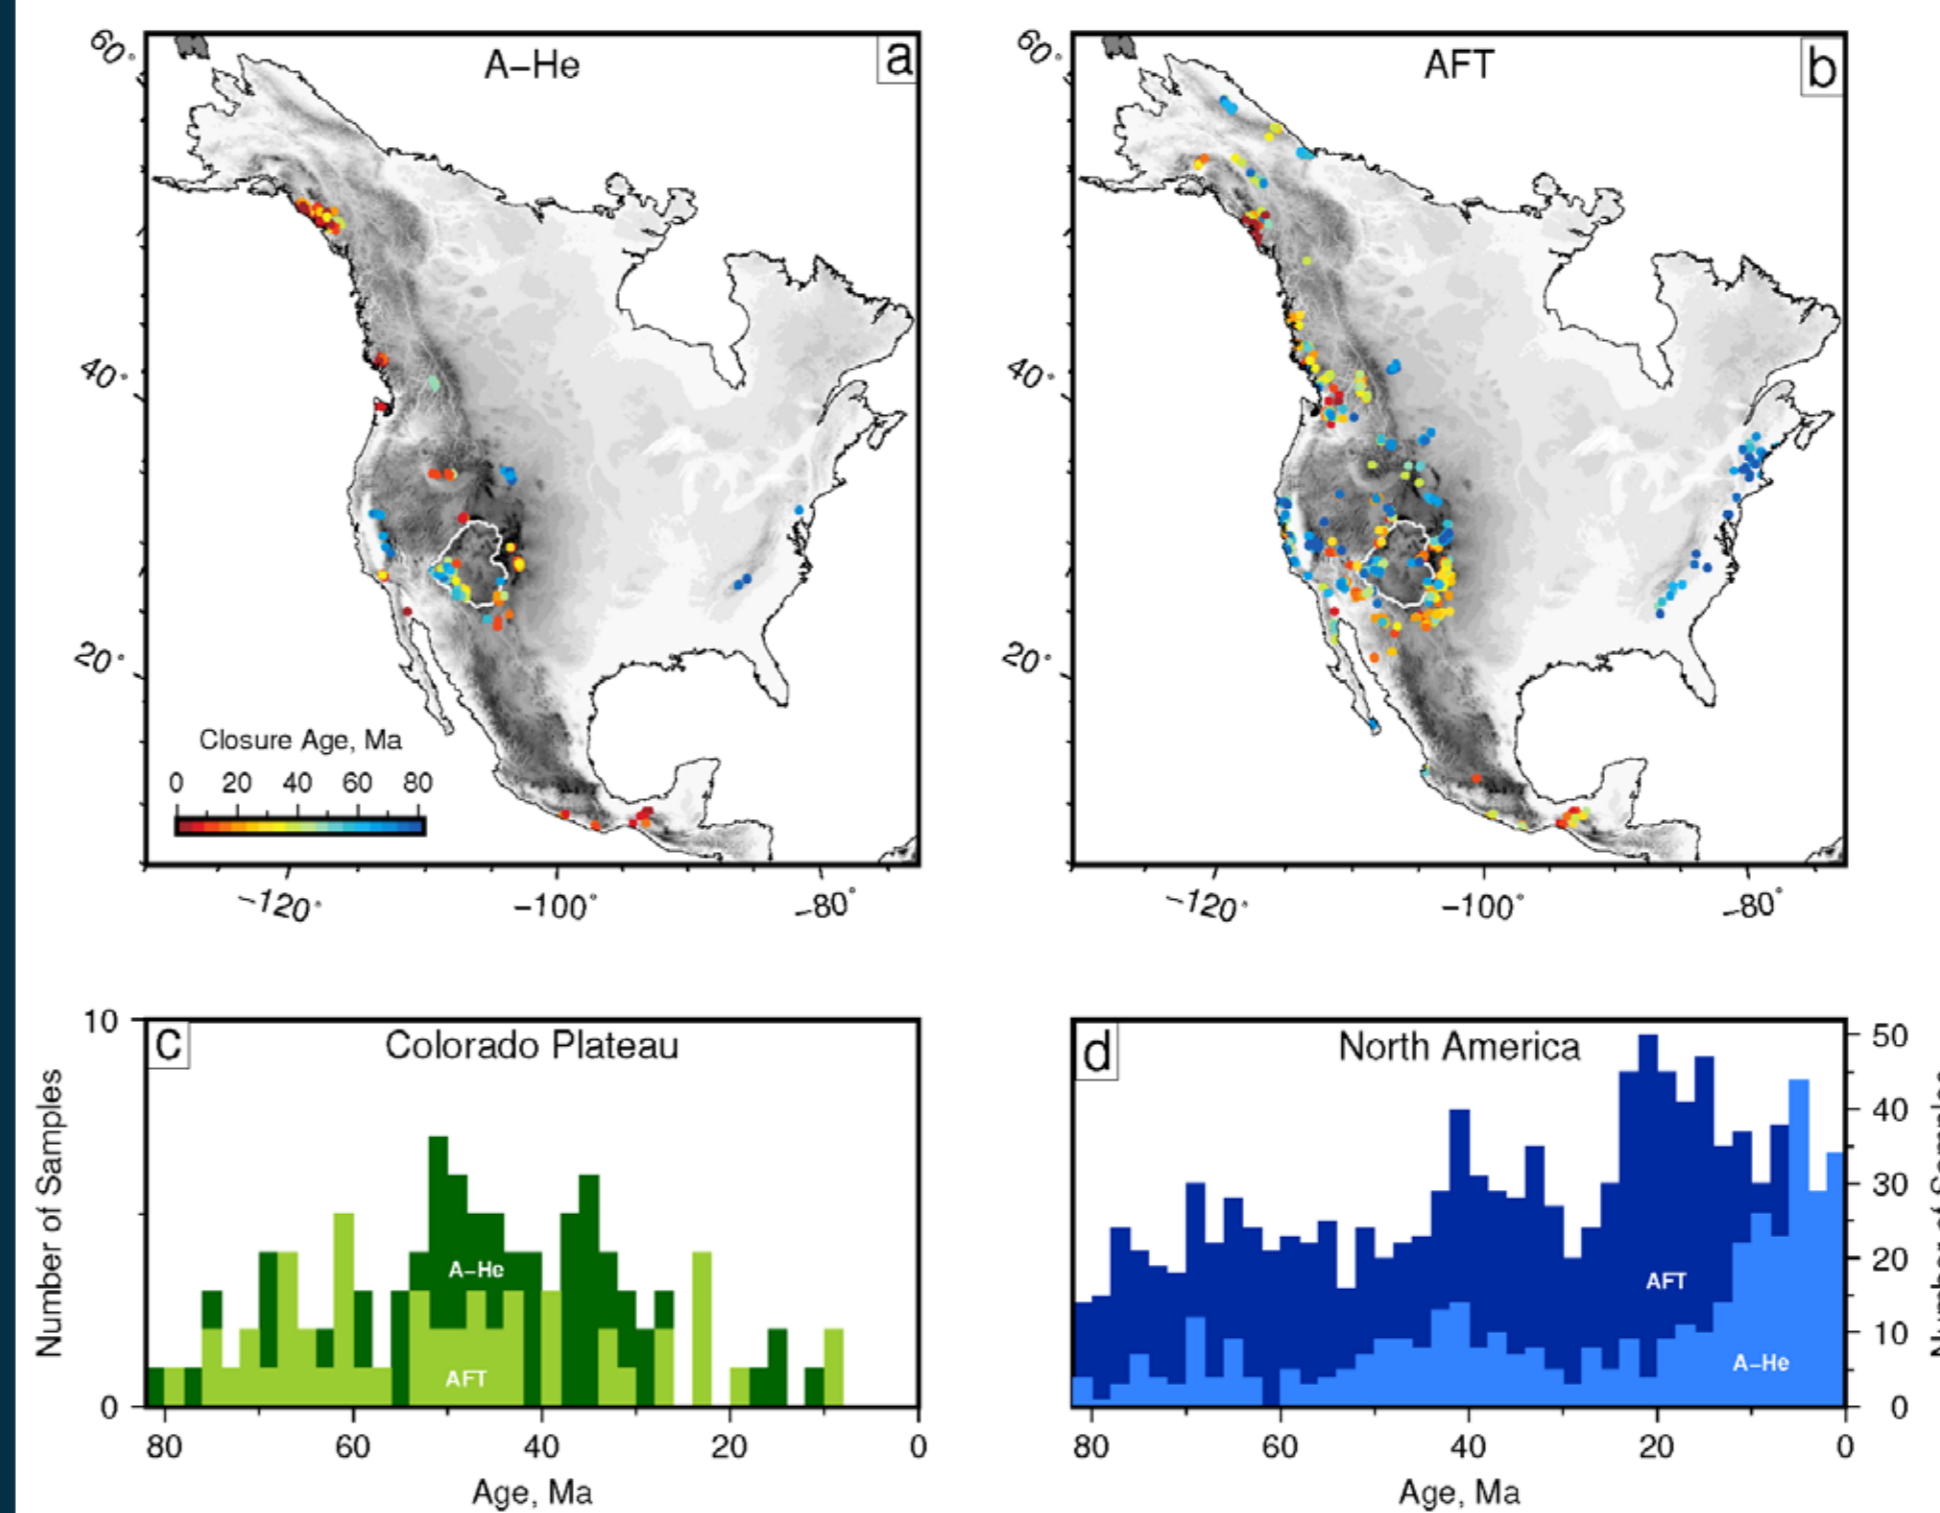 A–He
a
60°
40°
20°
Closure Age, Ma
0 20 40 60 80
−120° −100° −80°
AFT
b
60°
40°
20°
−120° −100° −80°
c
Colorado Plateau
10
0
Number of Samples
A–He
AFT
80 60 40 20 0
Age, Ma
d
North America
50
40
30
20
10
0
AFT
A–He
80 60 40 20 0
Age, Ma